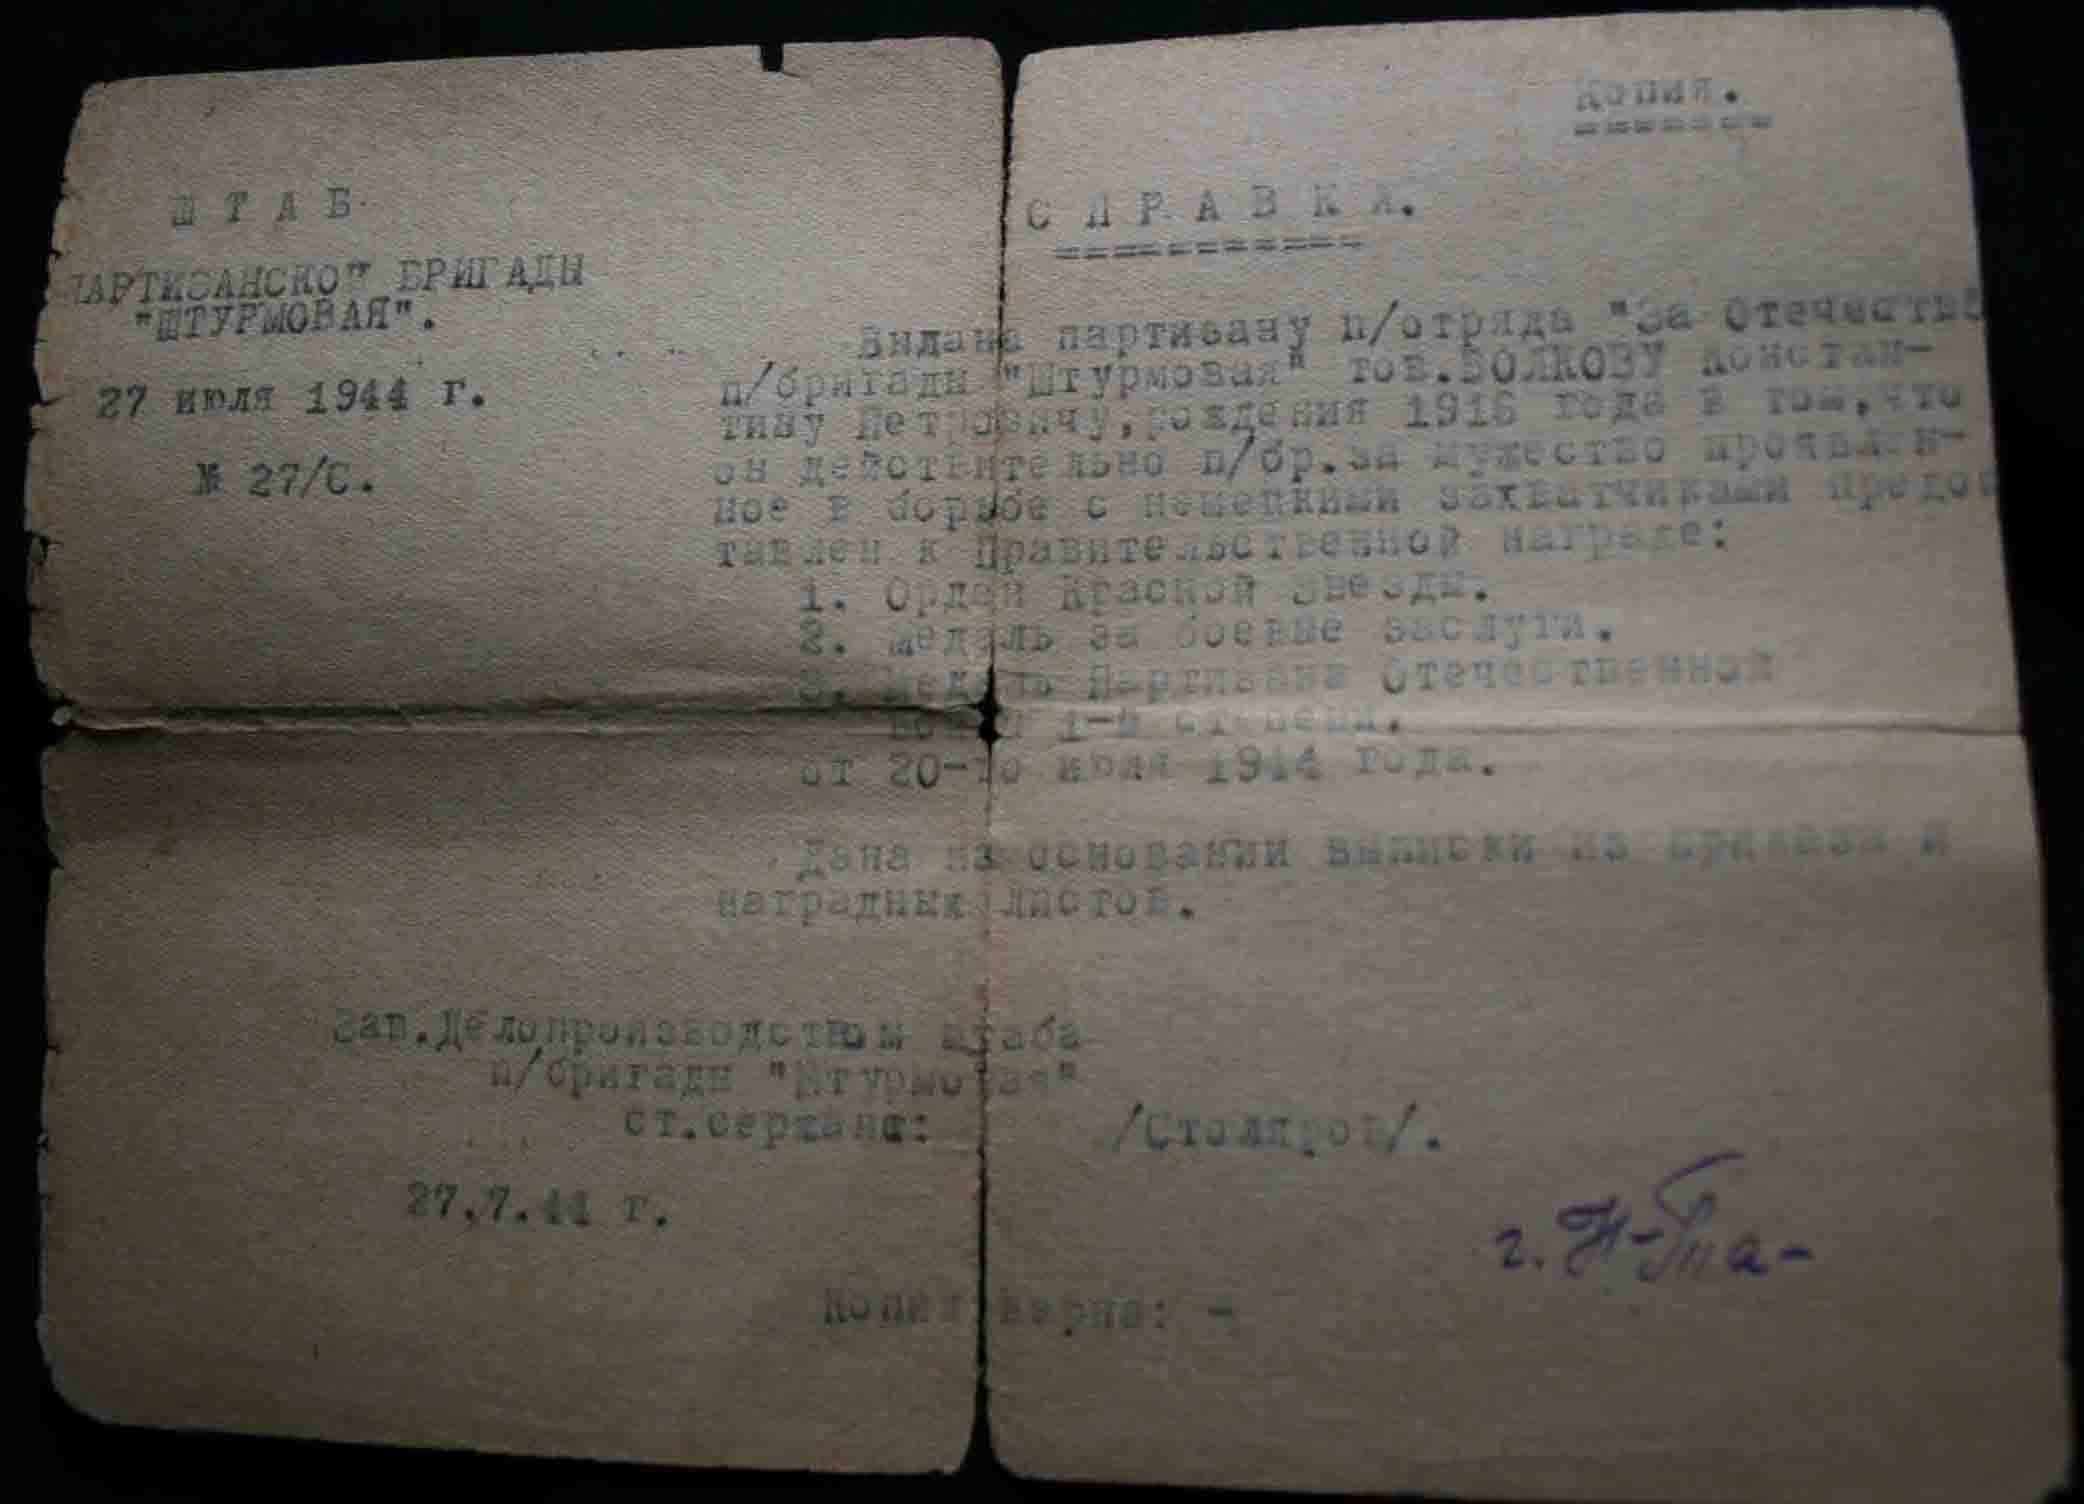 Копия.
Ш Т А Б
ПАРТИЗАНСКОЙ БРИГАДЫ
"ШТУРМОВАЯ".
27 июля 1944 г.
№ 27/С.
С П Р А В К А.
Выдана партизану п/отряда "За Отечество
п/бригады "Штурмовая" тов.ВОЛКОВУ Констан-
тину Петровичу,рождения 1918 года в том,что
он действительно п/бр.за мужество проявлен-
ное в борьбе с немецкими захватчиками предос
тавлен к Правительственной награде:
1. Орден Красной Звезды.
2. Медаль за боевые заслуги.
3. Медаль Партизана Отечественной
войны 1-й степени.
от 20-го июля 1944 года.
Дана на основании выписки из приказа и
наградных листов.
Зав.Делопроизводством штаба
п/бригады "Штурмовая"
ст.сержант: /Столяров/.
27.7.44 г.
г. Н-Та-
Копия верна: -